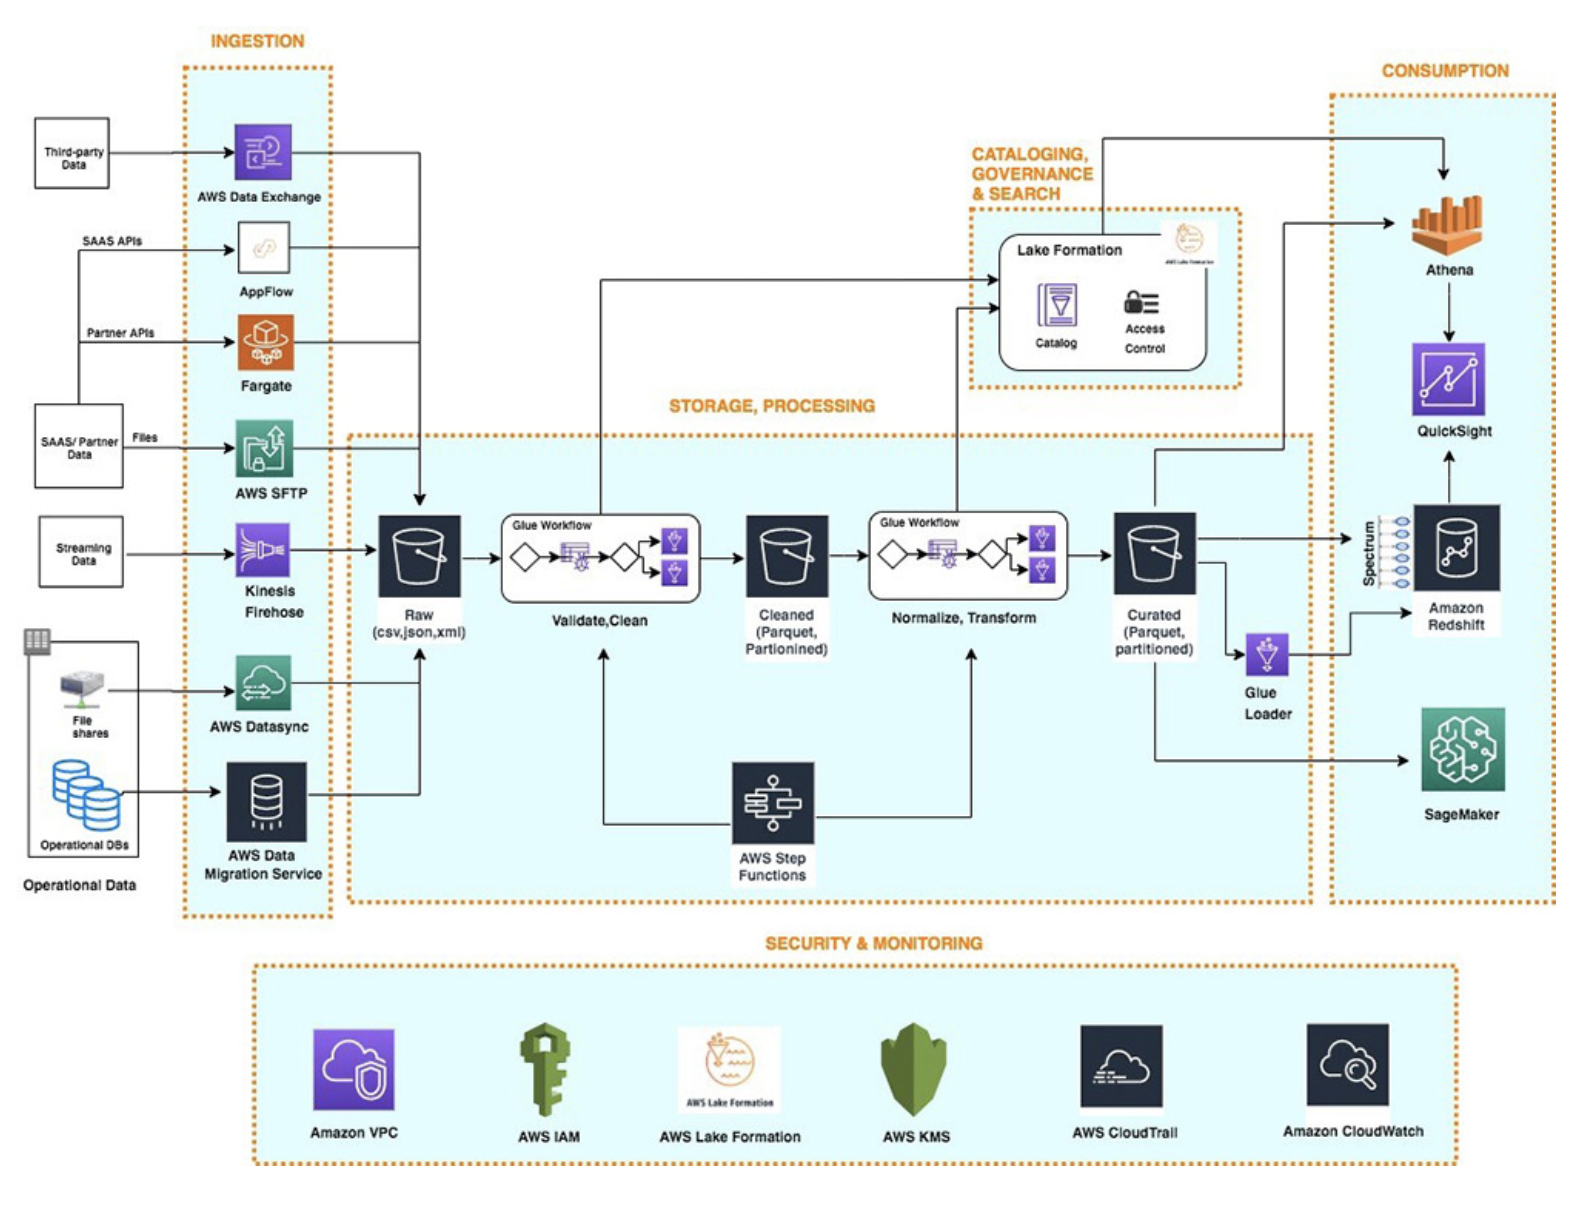 INGESTION
CONSUMPTION
Third-party
Data
AWS Data Exchange
SAAS APIs
AppFlow
Partner APIs
Fargate
SAAS/ Partner
Data
Files
AWS SFTP
Streaming
Data
Kinesis
Firehose
File
shares
AWS Datasync
Operational DBs
AWS Data
Migration Service
Operational Data
CATALOGING,
GOVERNANCE
& SEARCH
Lake Formation
AWS Lake Formation
Catalog
Access
Control
STORAGE, PROCESSING
Raw
(csv,json,xml)
Glue Workflow
Validate,Clean
Cleaned
(Parquet,
Partionined)
Glue Workflow
Normalize, Transform
Curated
(Parquet,
partitioned)
Glue
Loader
AWS Step
Functions
Athena
QuickSight
Spectrum
Amazon
Redshift
SageMaker
SECURITY & MONITORING
Amazon VPC
AWS IAM
AWS Lake Formation
AWS Lake Formation
AWS KMS
AWS CloudTrail
Amazon CloudWatch